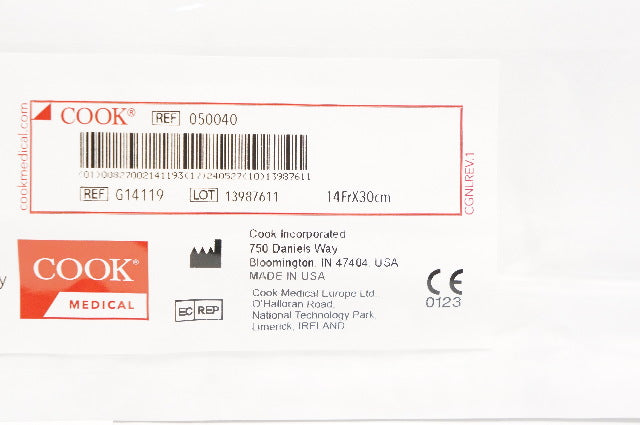 cookmedical.com
COOK® REF 050040
(01)00827002141193(17)240527(10)13987611
REF G14119 LOT 13987611 14FrX30cm
CGNLREV.1
COOK®
MEDICAL
Cook Incorporated
750 Daniels Way
Bloomington, IN 47404, USA
MADE IN USA
EC REP
Cook Medical Europe Ltd.
O'Halloran Road,
National Technology Park,
Limerick, IRELAND
CE
0123